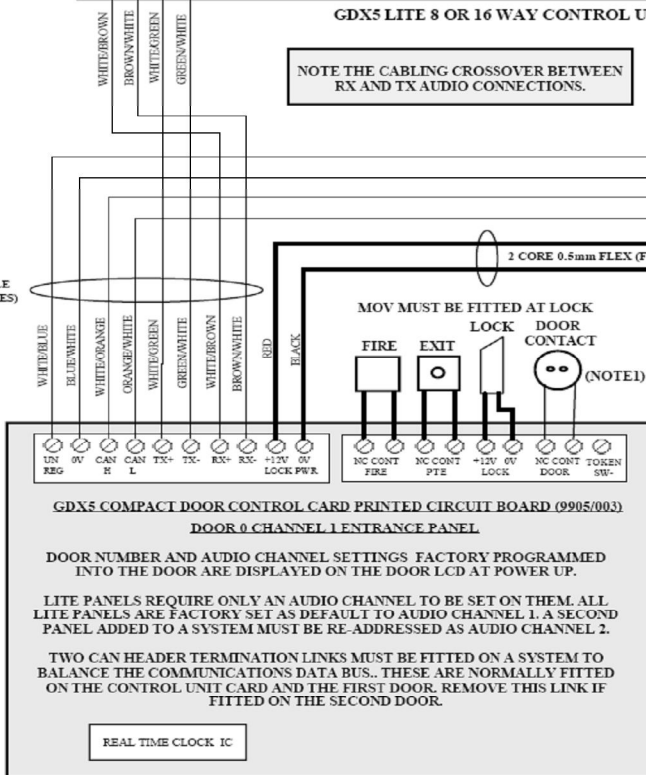 GDX5 LITE 8 OR 16 WAY CONTROL U
WHITE/BROWN
BROWN/WHITE
WHITE/GREEN
GREEN/WHITE
NOTE THE CABLING CROSSOVER BETWEEN
RX AND TX AUDIO CONNECTIONS.
2 CORE 0.5mm FLEX (F
E
ES)
WHITE/BLUE
BLUE/WHITE
WHITE/ORANGE
ORANGE/WHITE
WHITE/GREEN
GREEN/WHITE
WHITE/BROWN
BROWN/WHITE
RED
BLACK
MOV MUST BE FITTED AT LOCK
LOCK DOOR
CONTACT
FIRE EXIT
(NOTE1)
UN 0V CAN CAN TX+ TX- RX+ RX- +12V 0V
REG H L LOCK PWR
NC CONT NC CONT +12V 0V NC CONT TOKEN
FIRE PTE LOCK DOOR SW-
GDX5 COMPACT DOOR CONTROL CARD PRINTED CIRCUIT BOARD (9905/003)
DOOR 0 CHANNEL 1 ENTRANCE PANEL
DOOR NUMBER AND AUDIO CHANNEL SETTINGS FACTORY PROGRAMMED
INTO THE DOOR ARE DISPLAYED ON THE DOOR LCD AT POWER UP.
LITE PANELS REQUIRE ONLY AN AUDIO CHANNEL TO BE SET ON THEM. ALL
LITE PANELS ARE FACTORY SET AS DEFAULT TO AUDIO CHANNEL 1. A SECOND
PANEL ADDED TO A SYSTEM MUST BE RE-ADDRESSED AS AUDIO CHANNEL 2.
TWO CAN HEADER TERMINATION LINKS MUST BE FITTED ON A SYSTEM TO
BALANCE THE COMMUNICATIONS DATA BUS.. THESE ARE NORMALLY FITTED
ON THE CONTROL UNIT CARD AND THE FIRST DOOR. REMOVE THIS LINK IF
FITTED ON THE SECOND DOOR.
REAL TIME CLOCK IC